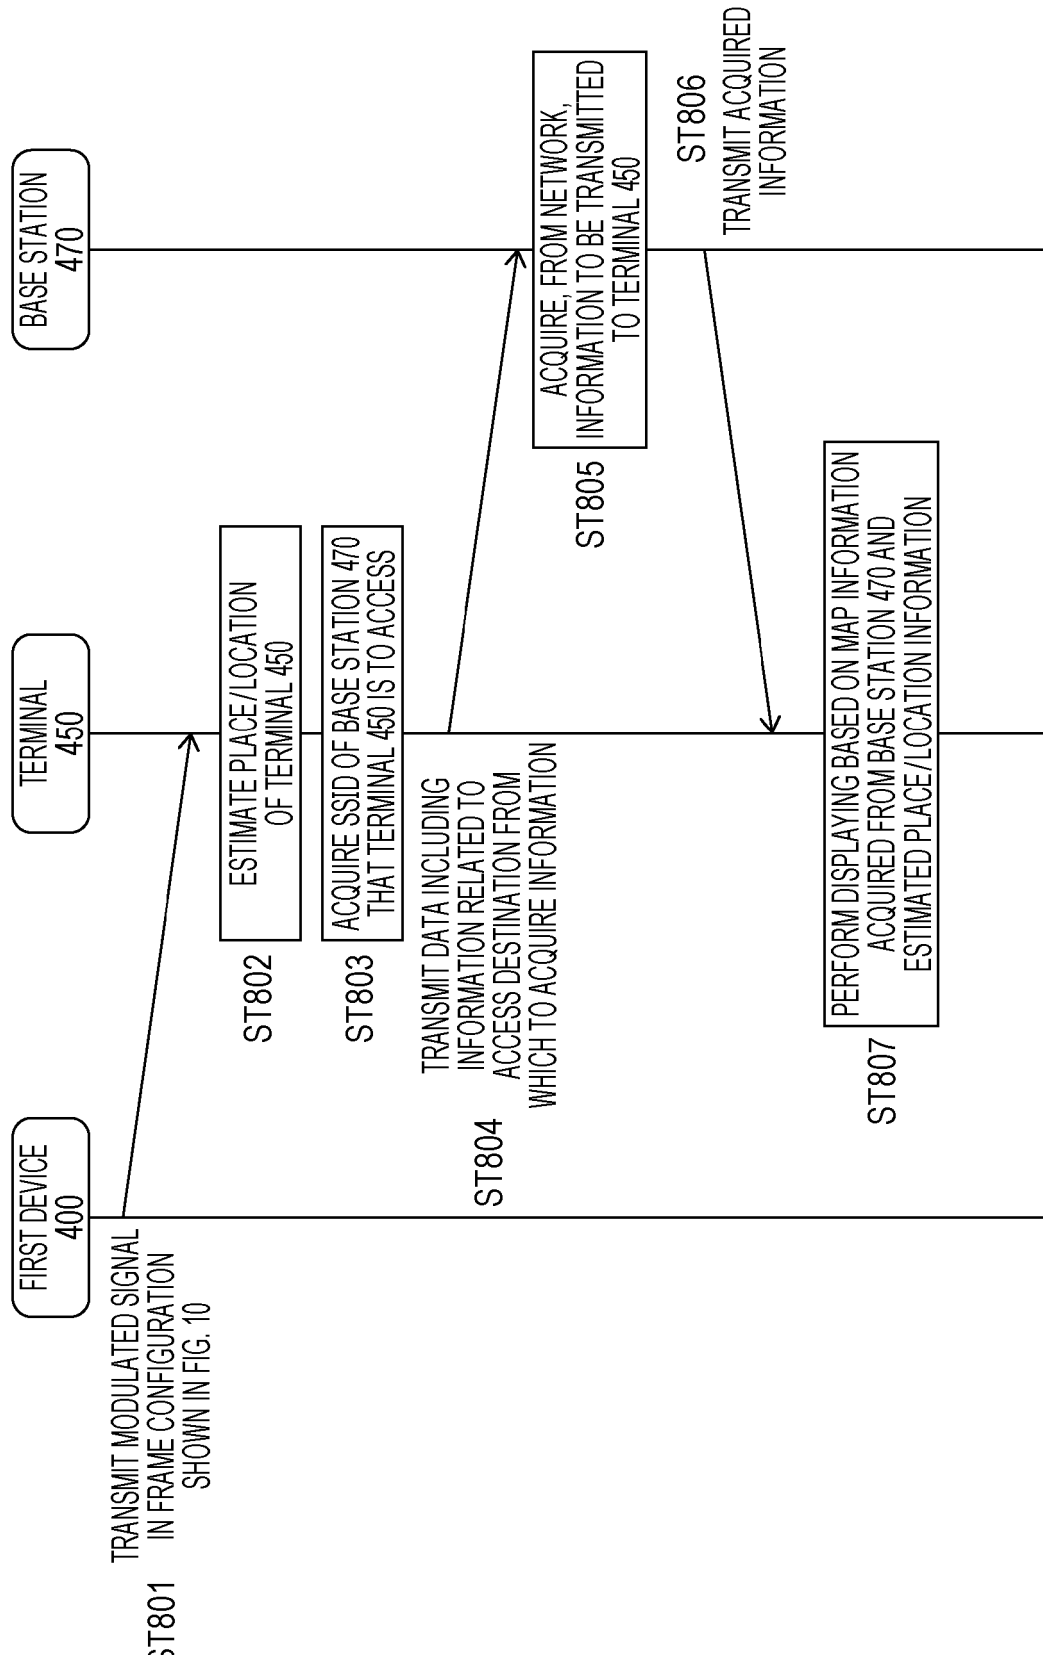 FIRST DEVICE
400
TERMINAL
450
BASE STATION
470
ST801
TRANSMIT MODULATED SIGNAL
IN FRAME CONFIGURATION
SHOWN IN FIG. 10
ST802
ESTIMATE PLACE/LOCATION
OF TERMINAL 450
ST803
ACQUIRE SSID OF BASE STATION 470
THAT TERMINAL 450 IS TO ACCESS
ST804
TRANSMIT DATA INCLUDING
INFORMATION RELATED TO
ACCESS DESTINATION FROM
WHICH TO ACQUIRE INFORMATION
ST805
ACQUIRE, FROM NETWORK,
INFORMATION TO BE TRANSMITTED
TO TERMINAL 450
ST806
TRANSMIT ACQUIRED
INFORMATION
ST807
PERFORM DISPLAYING BASED ON MAP INFORMATION
ACQUIRED FROM BASE STATION 470 AND
ESTIMATED PLACE/LOCATION INFORMATION